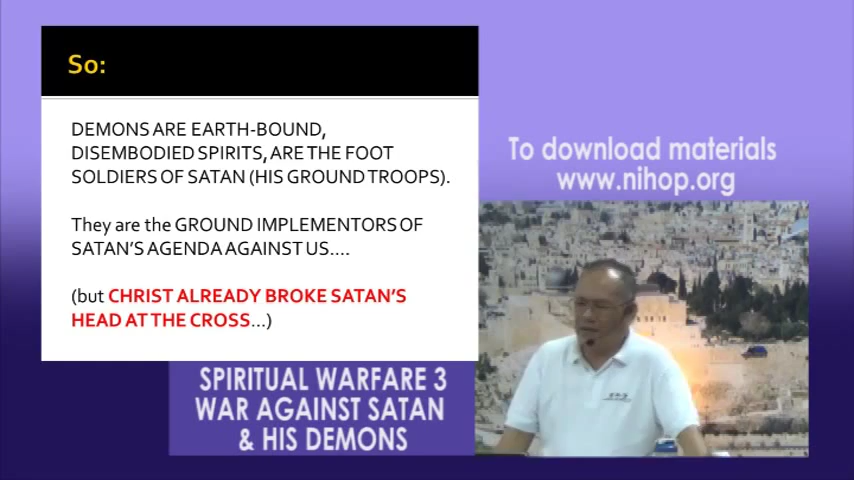 So:
DEMONS ARE EARTH-BOUND,
DISEMBODIED SPIRITS, ARE THE FOOT
SOLDIERS OF SATAN (HIS GROUND TROOPS).
They are the GROUND IMPLEMENTORS OF
SATAN'S AGENDA AGAINST US....
(but CHRIST ALREADY BROKE SATAN'S
HEAD AT THE CROSS...)
To download materials
www.nihop.org
SPIRITUAL WARFARE 3
WAR AGAINST SATAN
& HIS DEMONS